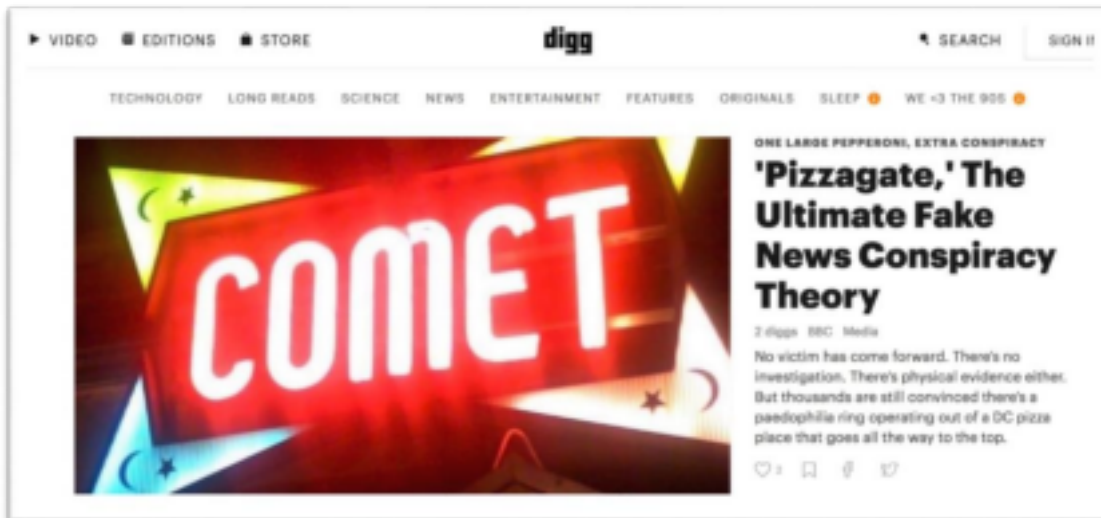 VIDEO EDITIONS STORE digg SEARCH SIGN
TECHNOLOGY LONG READS SCIENCE NEWS ENTERTAINMENT FEATURES ORIGINALS SLEEP WE <3 THE 90S
COMET
ONE LARGE PEPPERONI, EXTRA CONSPIRACY
'Pizzagate,' The
Ultimate Fake
News Conspiracy
Theory
2 diggs BBC Media
No victim has come forward. There's no
investigation. There's physical evidence either.
But thousands are still convinced there's a
paedophilia ring operating out of a DC pizza
place that goes all the way to the top.
2